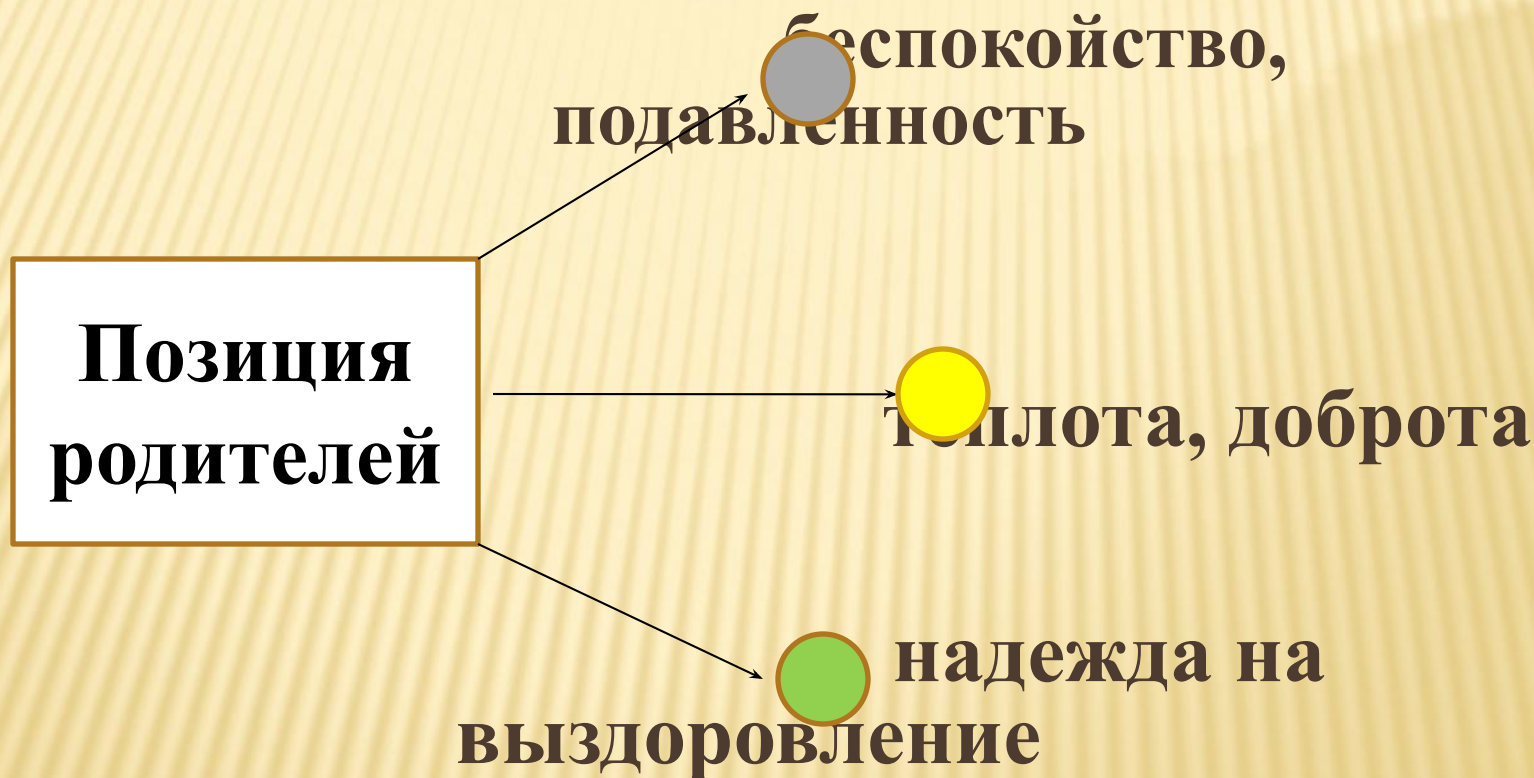 беспокойство,
подавленность
Позиция
родителей
теплота, доброта
надежда на
выздоровление